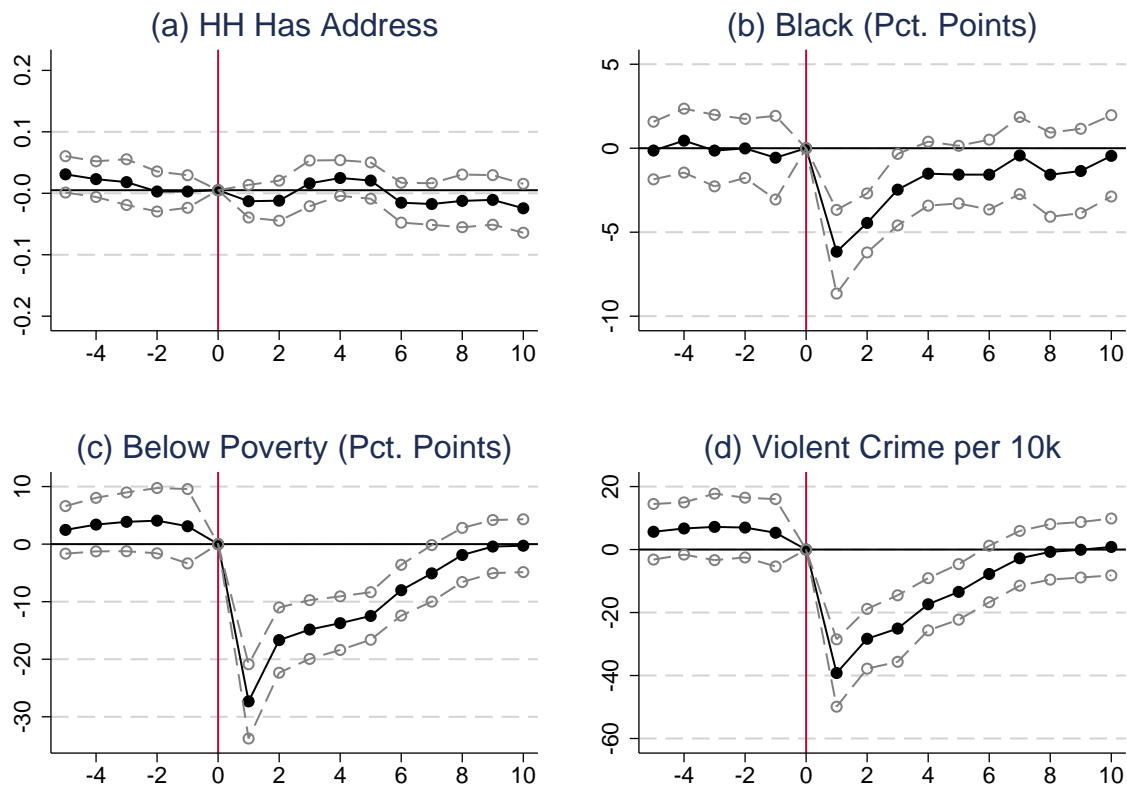 (a) HH Has Address
0.2
0.1
-0.0
-0.1
-0.2
-4 -2 0 2 4 6 8 10
(b) Black (Pct. Points)
5
0
-5
-10
-4 -2 0 2 4 6 8 10
(c) Below Poverty (Pct. Points)
10
0
-10
-20
-30
-4 -2 0 2 4 6 8 10
(d) Violent Crime per 10k
20
0
-20
-40
-60
-4 -2 0 2 4 6 8 10